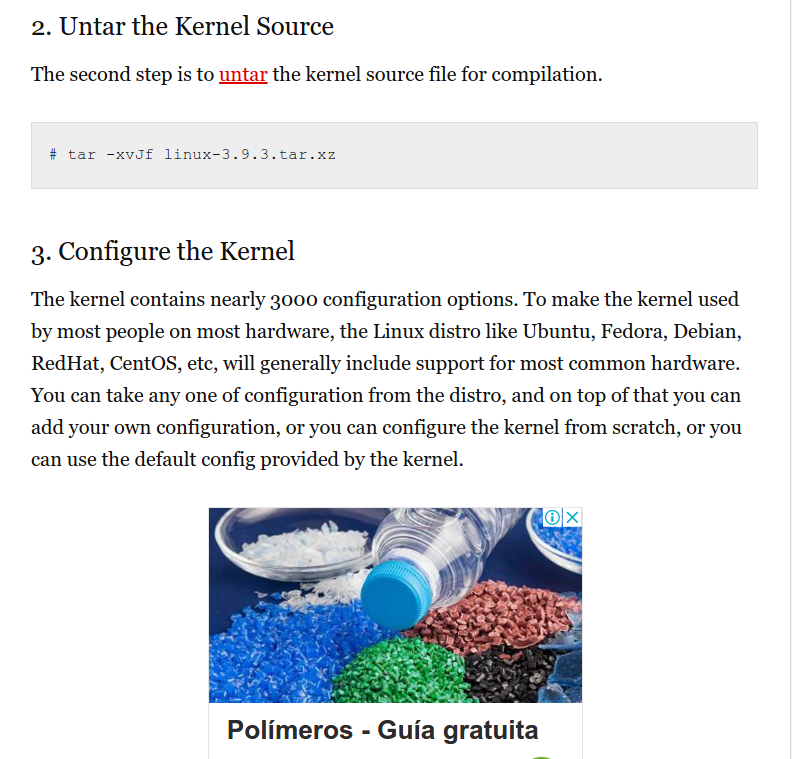 2. Untar the Kernel Source
The second step is to untar the kernel source file for compilation.
# tar -xvJf linux-3.9.3.tar.xz
3. Configure the Kernel
The kernel contains nearly 3000 configuration options. To make the kernel used
by most people on most hardware, the Linux distro like Ubuntu, Fedora, Debian,
RedHat, CentOS, etc, will generally include support for most common hardware.
You can take any one of configuration from the distro, and on top of that you can
add your own configuration, or you can configure the kernel from scratch, or you
can use the default config provided by the kernel.
Polímeros - Guía gratuita